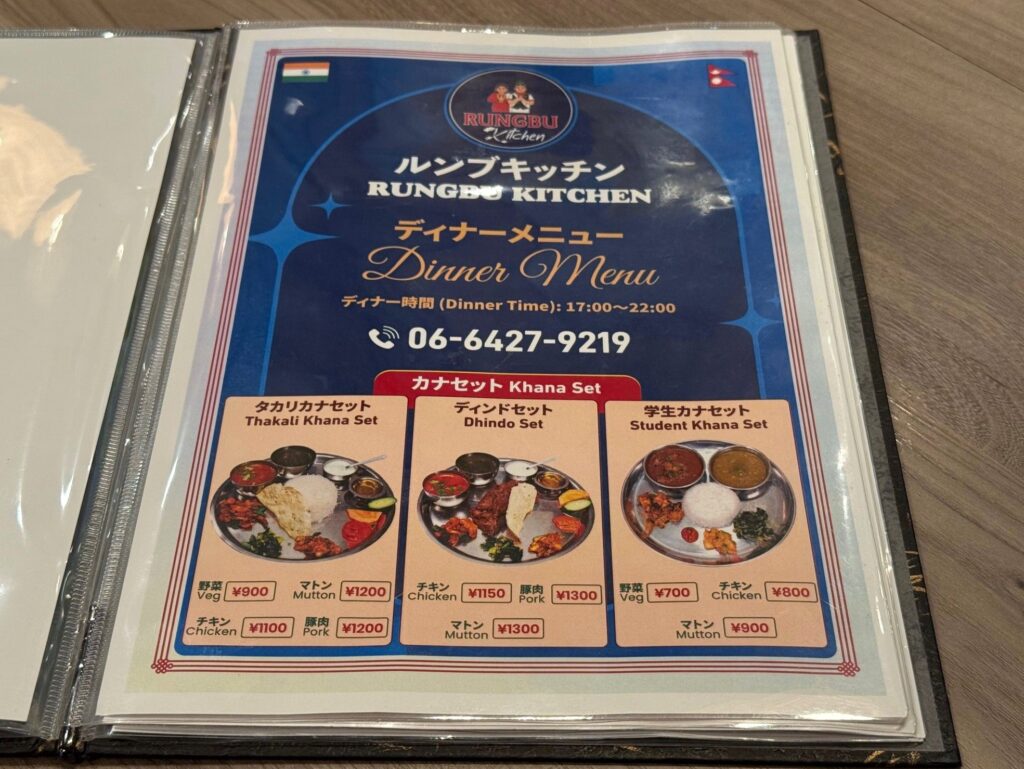 RUNGBU
Kitchen
ルンブキッチン
RUNGBU KITCHEN
ディナーメニュー
Dinner Menu
ディナー時間 (Dinner Time): 17:00～22:00
06-6427-9219
カナセット Khana Set
タカリカナセット
Thakali Khana Set
野菜 Veg ¥900
マトン Mutton ¥1200
チキン Chicken ¥1100
豚肉 Pork ¥1200
ディンドセット
Dhindo Set
チキン Chicken ¥1150
豚肉 Pork ¥1300
マトン Mutton ¥1300
学生カナセット
Student Khana Set
野菜 Veg ¥700
チキン Chicken ¥800
マトン Mutton ¥900